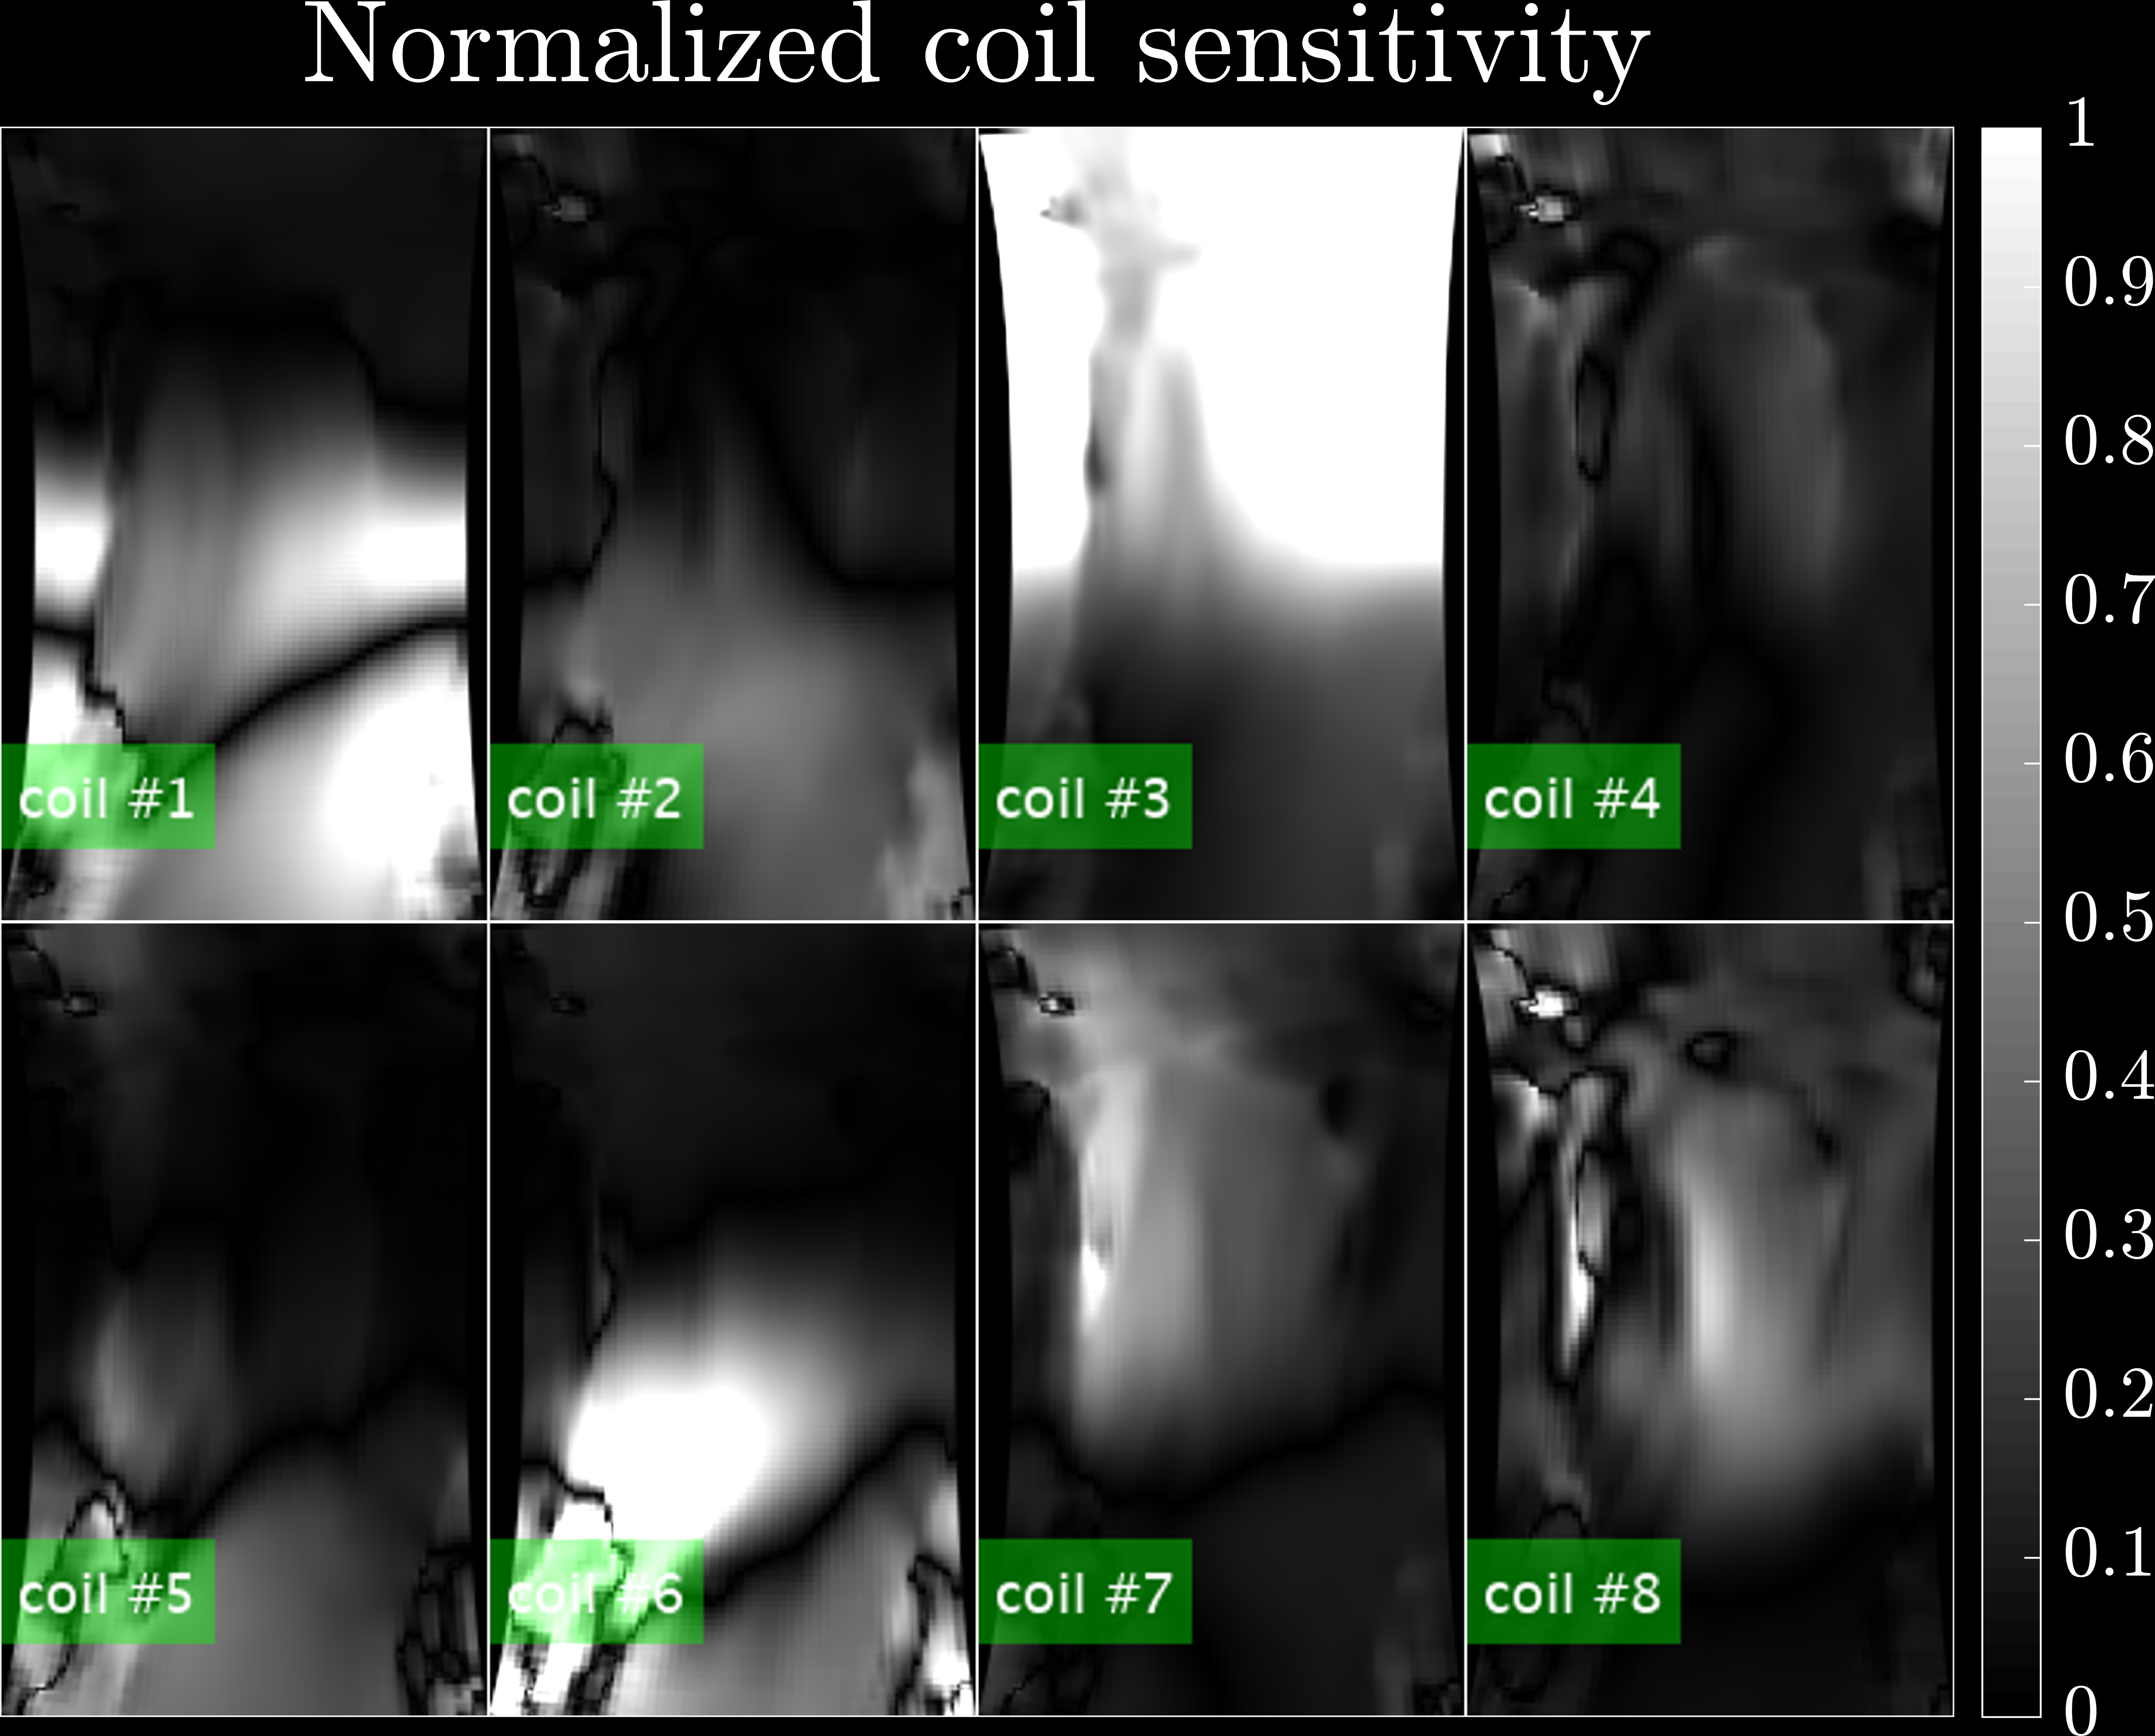 Normalized coil sensitivity
coil #1
coil #2
coil #3
coil #4
coil #5
coil #6
coil #7
coil #8
1
0.9
0.8
0.7
0.6
0.5
0.4
0.3
0.2
0.1
0